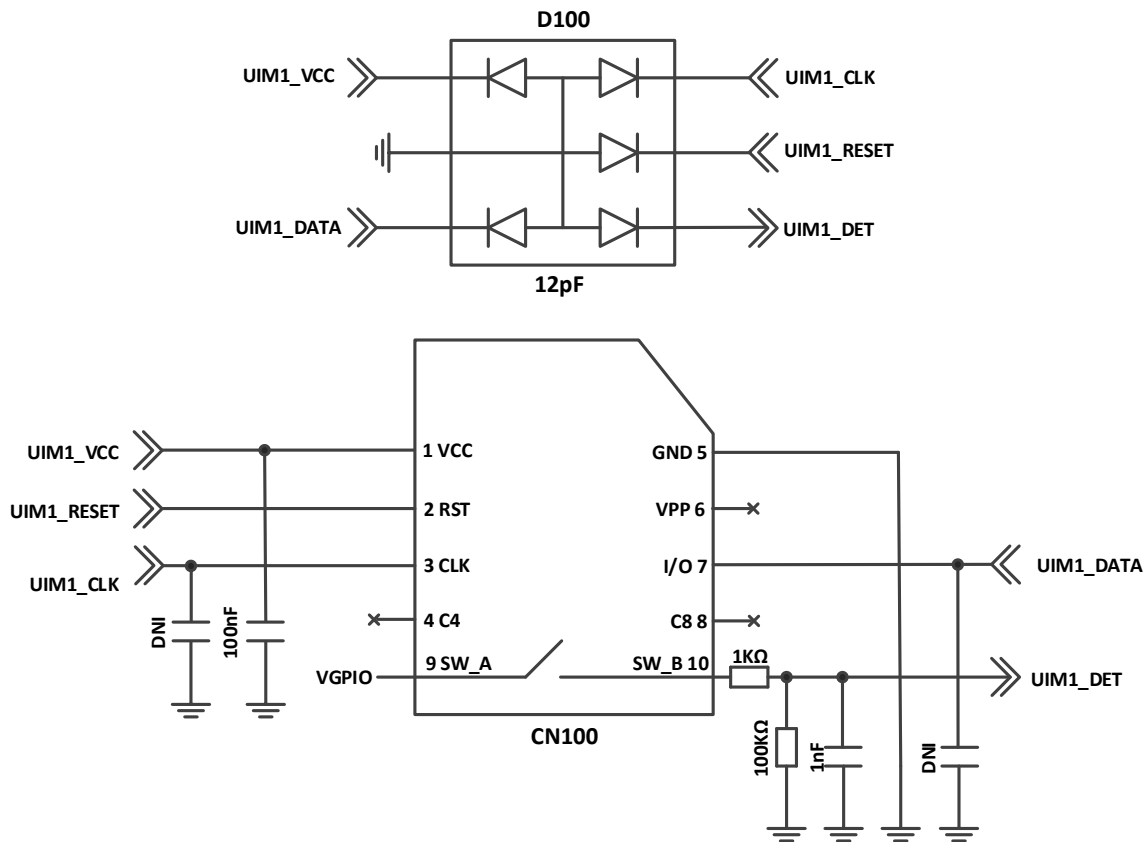 D100
UIM1_VCC
UIM1_CLK
UIM1_RESET
UIM1_DATA
UIM1_DET
12pF
UIM1_VCC
1 VCC
GND 5
UIM1_RESET
2 RST
VPP 6
UIM1_CLK
3 CLK
I/O 7
UIM1_DATA
DNI
100nF
4 C4
C8 8
VGPIO
9 SW_A
SW_B 10
1KΩ
UIM1_DET
CN100
100KΩ
1nF
DNI